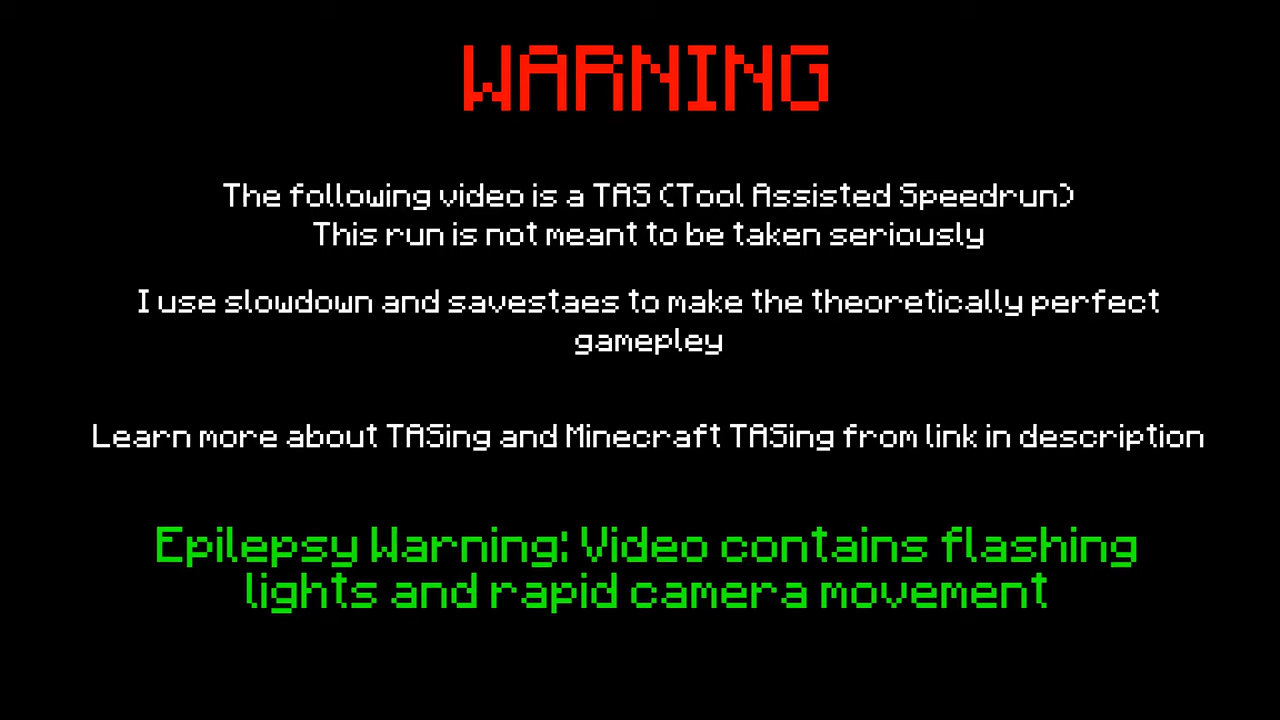 WARNING
The following video is a TAS (Tool Assisted Speedrun)
This run is not meant to be taken seriously
I use slowdown and savestaes to make the theoretically perfect
gamepley
Learn more about TASing and Minecraft TASing from link in description
Epilepsy Warning: Video contains flashing
lights and rapid camera movement